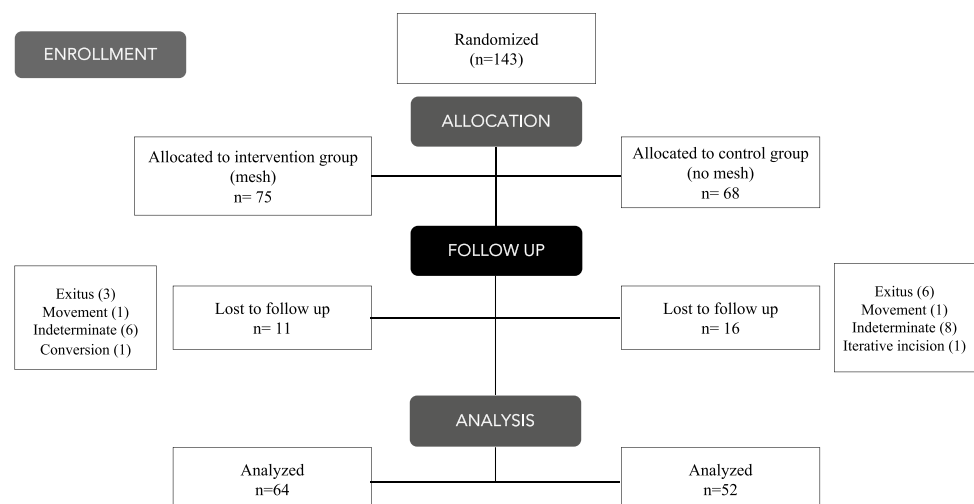 ENROLLMENT
Randomized
(n=143)
ALLOCATION
Allocated to intervention group
(mesh)
n= 75
Allocated to control group
(no mesh)
n= 68
FOLLOW UP
Exitus (3)
Movement (1)
Indeterminate (6)
Conversion (1)
Lost to follow up
n= 11
Lost to follow up
n= 16
Exitus (6)
Movement (1)
Indeterminate (8)
Iterative incision (1)
ANALYSIS
Analyzed
n=64
Analyzed
n=52